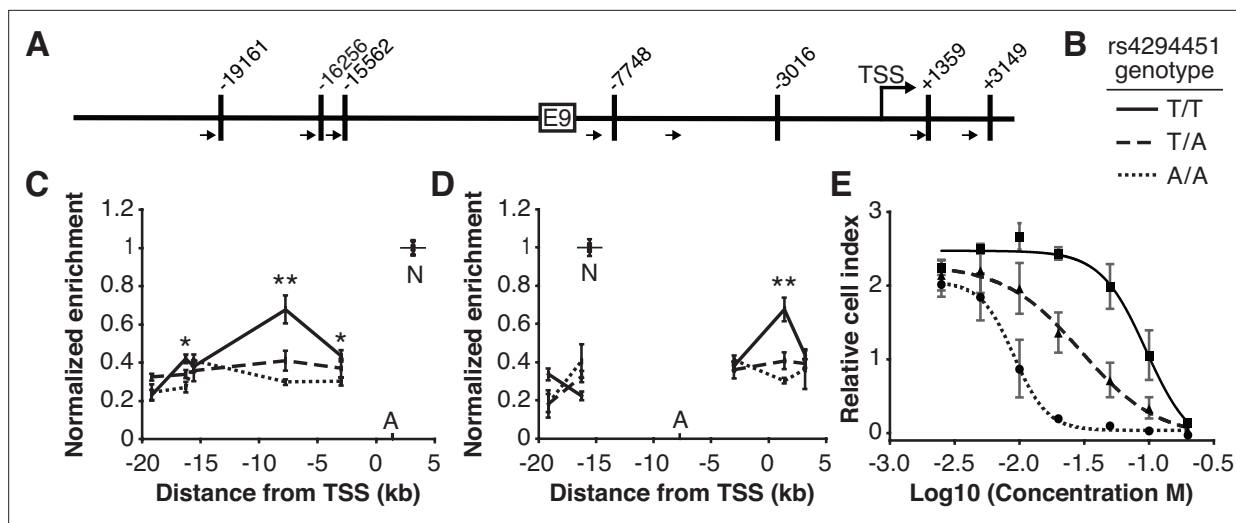 A
-19161
-16256
-15562
E9
-7748
-3016
TSS
+1359
+3149
B
rs4294451
genotype
T/T
T/A
A/A
C
Normalized enrichment
1.2
1
0.8
0.6
0.4
0.2
0
*
**
*
N
A
-20 -15 -10 -5 0 5
Distance from TSS (kb)
D
Normalized enrichment
1.2
1
0.8
0.6
0.4
0.2
0
N
**
A
-20 -15 -10 -5 0 5
Distance from TSS (kb)
E
Relative cell index
3
2
1
0
-3.0 -2.5 -2.0 -1.5 -1.0 -0.5
Log10 (Concentration M)